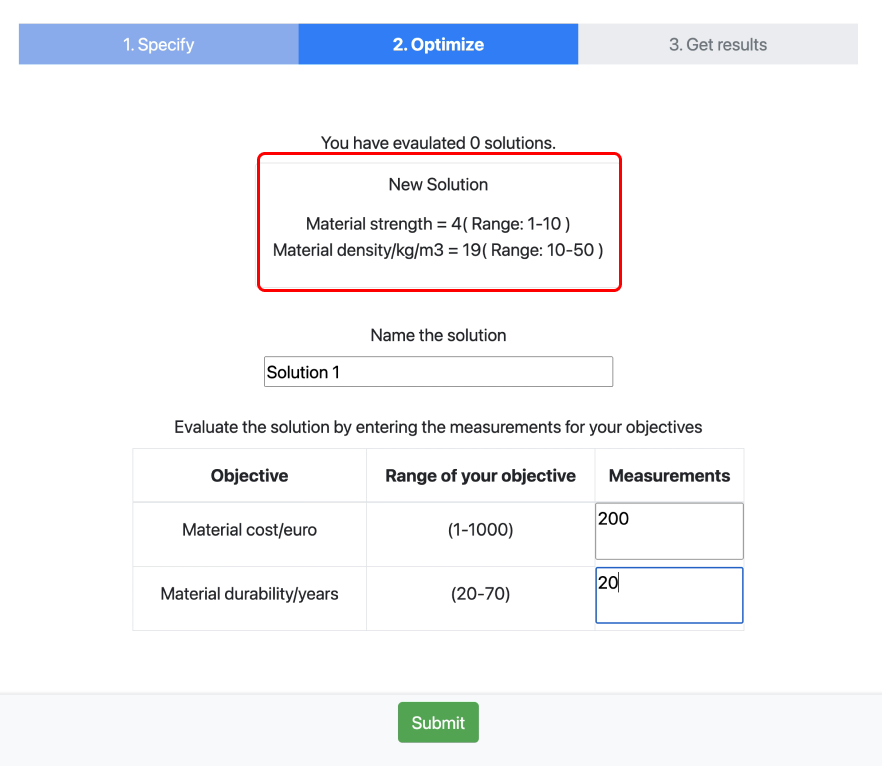 1. Specify
2. Optimize
3. Get results
You have evaulated 0 solutions.
New Solution
Material strength = 4( Range: 1-10 )
Material density/kg/m3 = 19( Range: 10-50 )
Name the solution
Solution 1
Evaluate the solution by entering the measurements for your objectives
Objective Range of your objective Measurements
Material cost/euro (1-1000) 200
Material durability/years (20-70) 20
Submit